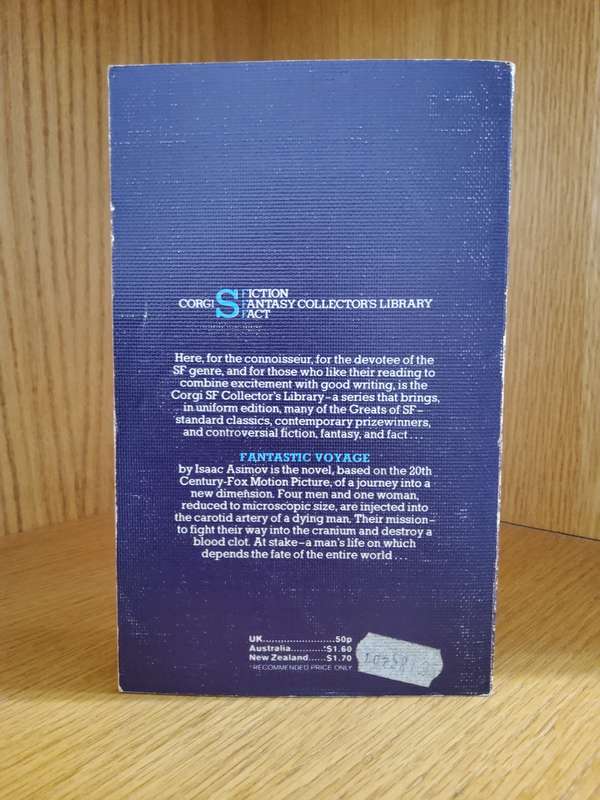 FICTION
CORGI SF FANTASY COLLECTOR'S LIBRARY
FACT
Here, for the connoisseur, for the devotee of the
SF genre, and for those who like their reading to
combine excitement with good writing, is the
Corgi SF Collector's Library–a series that brings,
in uniform edition, many of the Greats of SF–
standard classics, contemporary prizewinners,
and controversial fiction, fantasy, and fact...
FANTASTIC VOYAGE
by Isaac Asimov is the novel, based on the 20th
Century-Fox Motion Picture, of a journey into a
new dimension. Four men and one woman,
reduced to microscopic size, are injected into
the carotid artery of a dying man. Their mission–
to fight their way into the cranium and destroy a
blood clot. At stake–a man's life on which
depends the fate of the entire world...
UK.......................50p
Australia...........*$1.60
New Zealand......$1.70
*RECOMMENDED PRICE ONLY